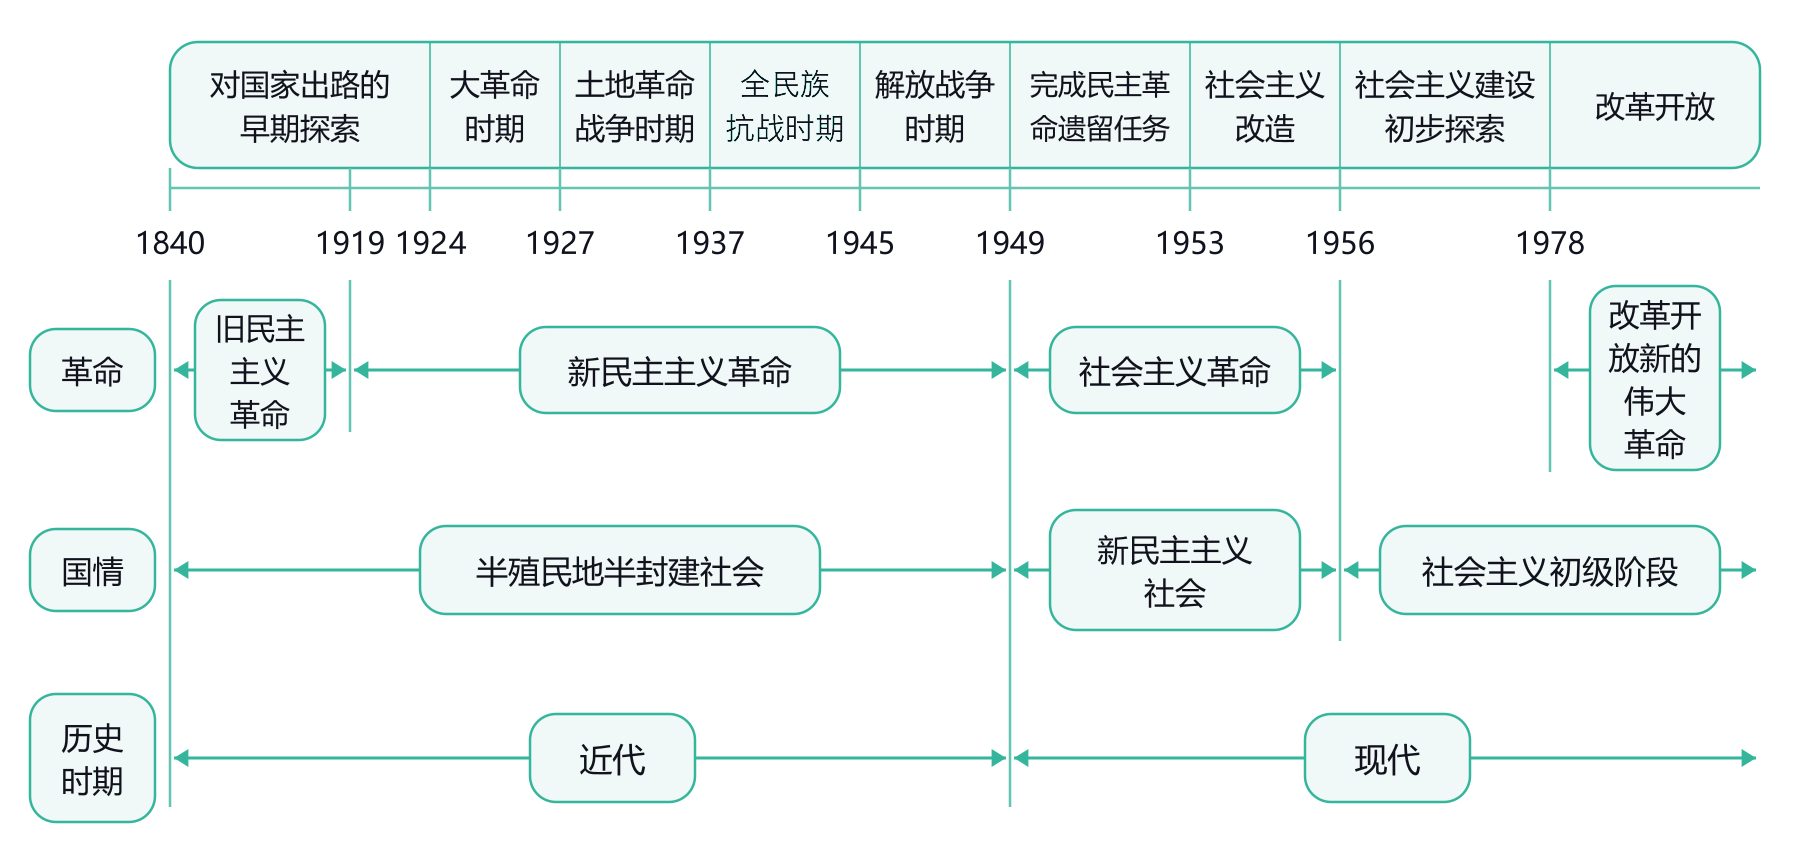 对国家出路的
早期探索
大革命
时期
土地革命
战争时期
全民族
抗战时期
解放战争
时期
完成民主革
命遗留任务
社会主义
改造
社会主义建设
初步探索
改革开放
1840
1919
1924
1927
1937
1945
1949
1953
1956
1978
革命
旧民主
主义
革命
新民主主义革命
社会主义革命
改革开
放新的
伟大
革命
国情
半殖民地半封建社会
新民主主义
社会
社会主义初级阶段
历史
时期
近代
现代